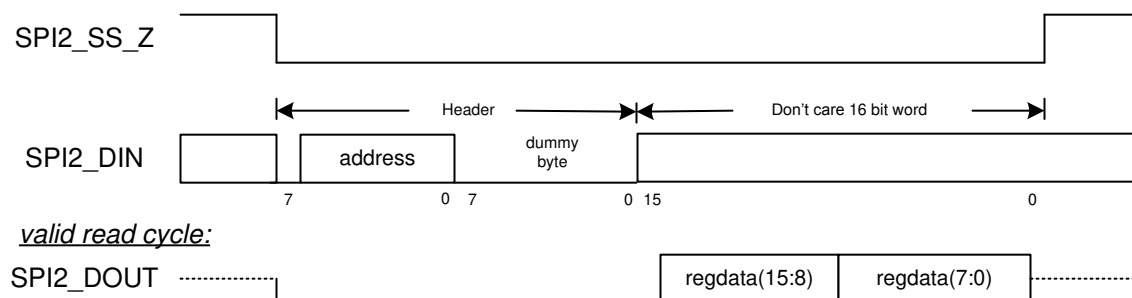 SPI2_SS_Z
Header
Don't care 16 bit word
SPI2_DIN
address
dummy
byte
7 0 7 0 15 0
valid read cycle:
SPI2_DOUT
regdata(15:8)
regdata(7:0)